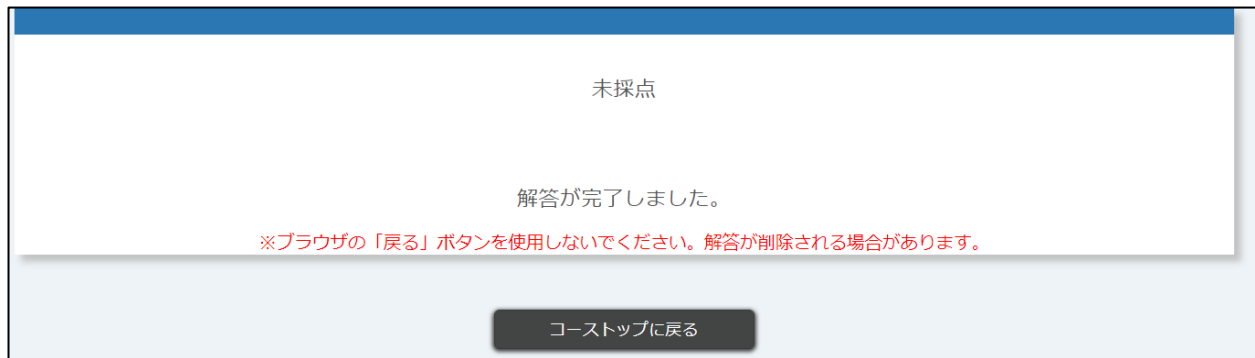 未採点
解答が完了しました。
※ブラウザの「戻る」ボタンを使用しないでください。解答が削除される場合があります。
コーストップに戻る